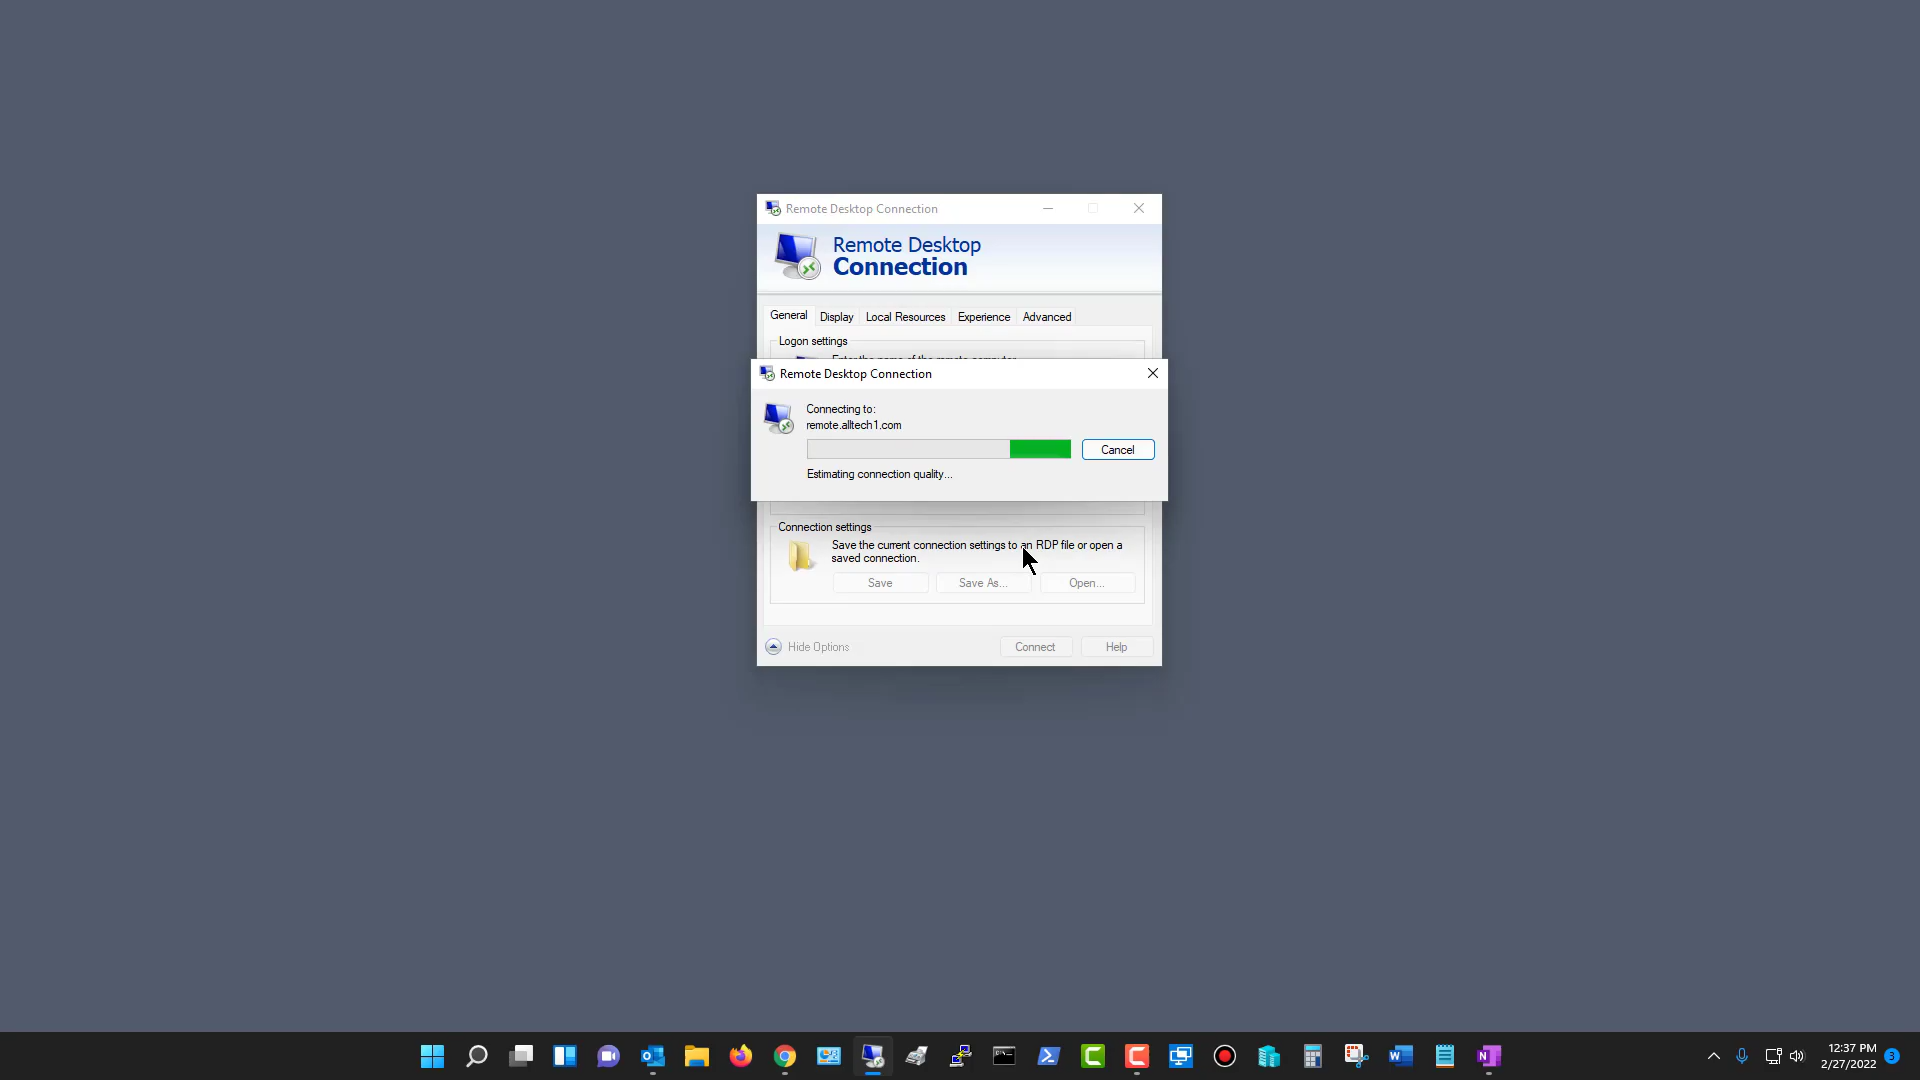 Remote Desktop Connection
Remote Desktop
Connection
General
Display
Local Resources
Experience
Advanced
Logon settings
Remote Desktop Connection
Connecting to:
remote.alltech1.com
Cancel
Estimating connection quality...
Connection settings
Save the current connection settings to an RDP file or open a
saved connection.
Save
Save As...
Open...
Hide Options
Connect
Help
12:37 PM
2/27/2022
3